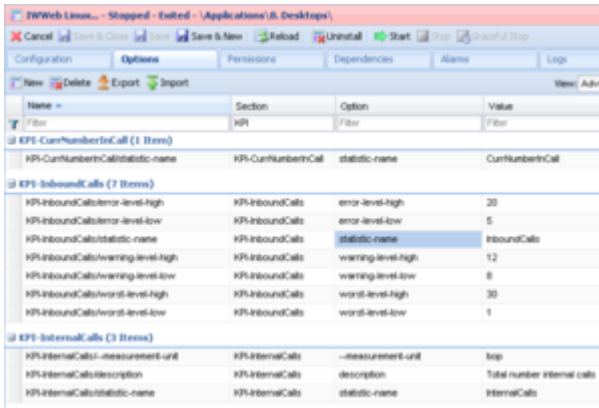 IWWeb Linux... - Stopped - Exited - \Applications\8. Desktops\
Cancel Save & Close Save Save & New Reload Uninstall Start Stop Graceful Stop
Configuration Options Permissions Dependencies Alarms Logs
New Delete Export Import View: Adv
Name Section Option Value
Filter KPI Filter Filter
KPI-CurrNumberInCall (1 Item)
KPI-CurrNumberInCall/statistic-name KPI-CurrNumberInCall statistic-name CurrNumberInCall
KPI-InboundCalls (7 Items)
KPI-InboundCalls/error-level-high KPI-InboundCalls error-level-high 20
KPI-InboundCalls/error-level-low KPI-InboundCalls error-level-low 5
KPI-InboundCalls/statistic-name KPI-InboundCalls statistic-name InboundCalls
KPI-InboundCalls/warning-level-high KPI-InboundCalls warning-level-high 12
KPI-InboundCalls/warning-level-low KPI-InboundCalls warning-level-low 8
KPI-InboundCalls/worst-level-high KPI-InboundCalls worst-level-high 30
KPI-InboundCalls/worst-level-low KPI-InboundCalls worst-level-low 1
KPI-InternalCalls (3 Items)
KPI-InternalCalls/--measurement-unit KPI-InternalCalls --measurement-unit bop
KPI-InternalCalls/description KPI-InternalCalls description Total number internal calls
KPI-InternalCalls/statistic-name KPI-InternalCalls statistic-name InternalCalls